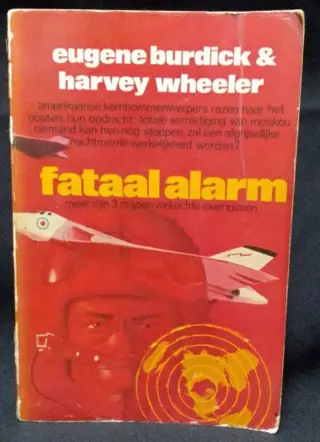 eugene burdick &
harvey wheeler
amerikaanse kernbommenwerpers razen naar het
oosten. hun opdracht: totale vernietiging van moskou
niemand kan hen nog stoppen. zal een afgrijselijke
nachtmerrie werkelijkheid worden?
fataal alarm
meer dan 3 miljoen verkochte exemplaren